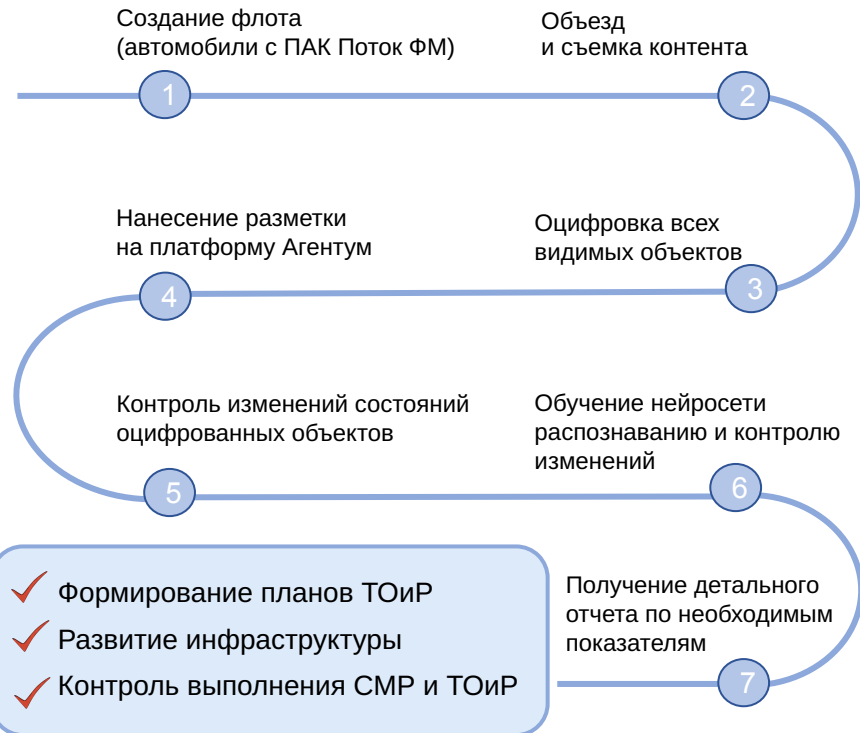 Создание флота
(автомобили с ПАК Поток ФМ)
1
Объезд
и съемка контента
2
Оцифровка всех
видимых объектов
3
Нанесение разметки
на платформу Агентум
4
Контроль изменений состояний
оцифрованных объектов
5
Обучение нейросети
распознаванию и контролю
изменений
6
Получение детального
отчета по необходимым
показателям
7
Формирование планов ТОиР
Развитие инфраструктуры
Контроль выполнения СМР и ТОиР